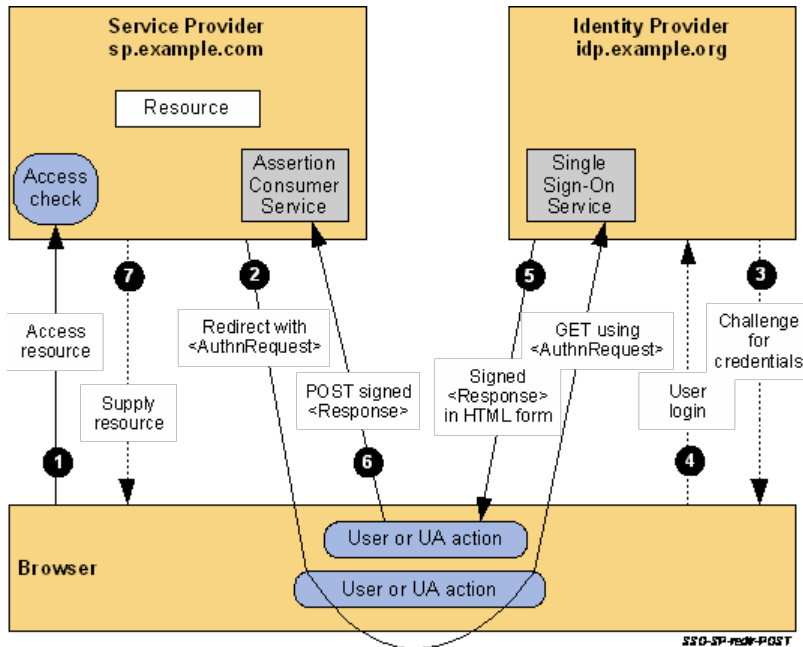 Service Provider
sp.example.com
Identity Provider
idp.example.org
Resource
Access
check
Assertion
Consumer
Service
Single
Sign-On
Service
7
2
5
3
Access
resource
Redirect with
<AuthnRequest>
GET using
<AuthnRequest>
Challenge
for
credentials
Supply
resource
POST signed
<Response>
Signed
<Response>
in HTML form
User
login
1
6
4
User or UA action
Browser
User or UA action
SSO-SP-redir-POST